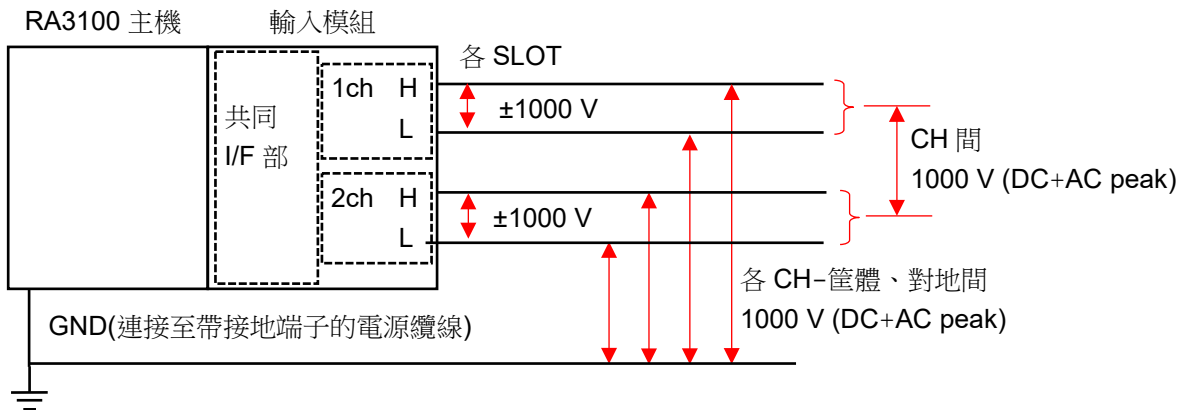 RA3100 主機
輸入模組
各 SLOT
1ch H
±1000 V
L
共同
I/F 部
CH 間
1000 V (DC+AC peak)
2ch H
±1000 V
L
各 CH–筐體、對地間
1000 V (DC+AC peak)
GND(連接至帶接地端子的電源纜線)